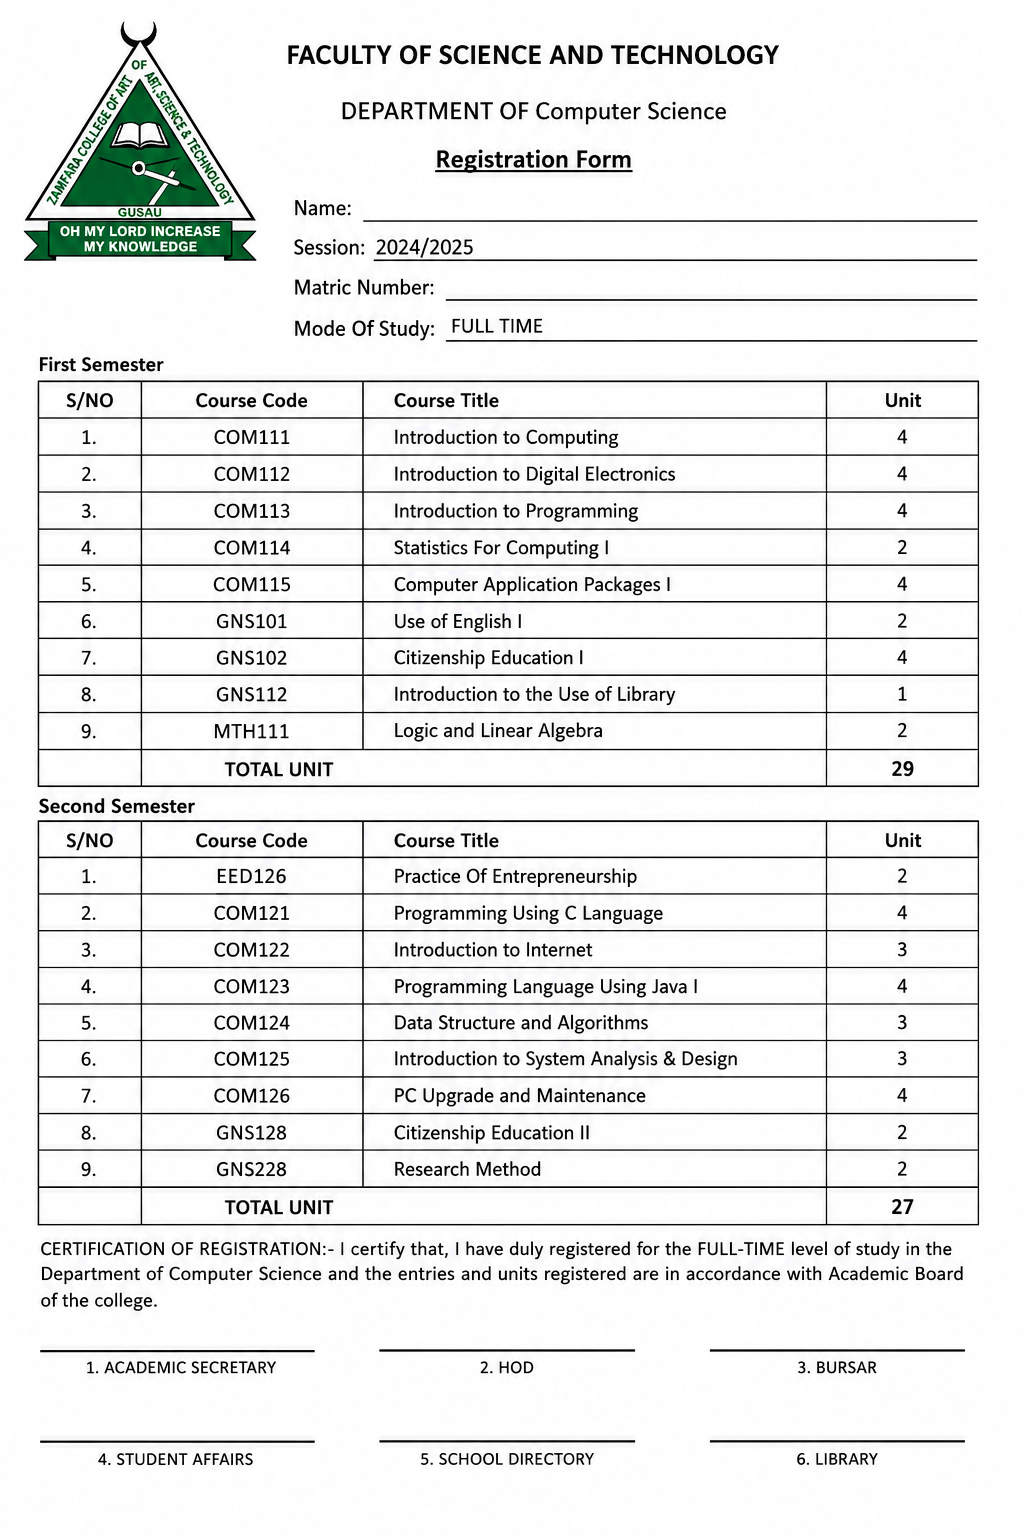 ZAMFARA COLLEGE OF ART
OF
ART, SCIENCE & TECHNOLOGY
GUSAU
OH MY LORD INCREASE
MY KNOWLEDGE
FACULTY OF SCIENCE AND TECHNOLOGY
DEPARTMENT OF Computer Science
Registration Form
Name:
Session: 2024/2025
Matric Number:
Mode Of Study: FULL TIME
First Semester
S/NO Course Code Course Title Unit
1. COM111 Introduction to Computing 4
2. COM112 Introduction to Digital Electronics 4
3. COM113 Introduction to Programming 4
4. COM114 Statistics For Computing I 2
5. COM115 Computer Application Packages I 4
6. GNS101 Use of English I 2
7. GNS102 Citizenship Education I 4
8. GNS112 Introduction to the Use of Library 1
9. MTH111 Logic and Linear Algebra 2
TOTAL UNIT 29
Second Semester
S/NO Course Code Course Title Unit
1. EED126 Practice Of Entrepreneurship 2
2. COM121 Programming Using C Language 4
3. COM122 Introduction to Internet 3
4. COM123 Programming Language Using Java I 4
5. COM124 Data Structure and Algorithms 3
6. COM125 Introduction to System Analysis & Design 3
7. COM126 PC Upgrade and Maintenance 4
8. GNS128 Citizenship Education II 2
9. GNS228 Research Method 2
TOTAL UNIT 27
CERTIFICATION OF REGISTRATION:- I certify that, I have duly registered for the FULL-TIME level of study in the
Department of Computer Science and the entries and units registered are in accordance with Academic Board
of the college.
1. ACADEMIC SECRETARY 2. HOD 3. BURSAR
4. STUDENT AFFAIRS 5. SCHOOL DIRECTORY 6. LIBRARY